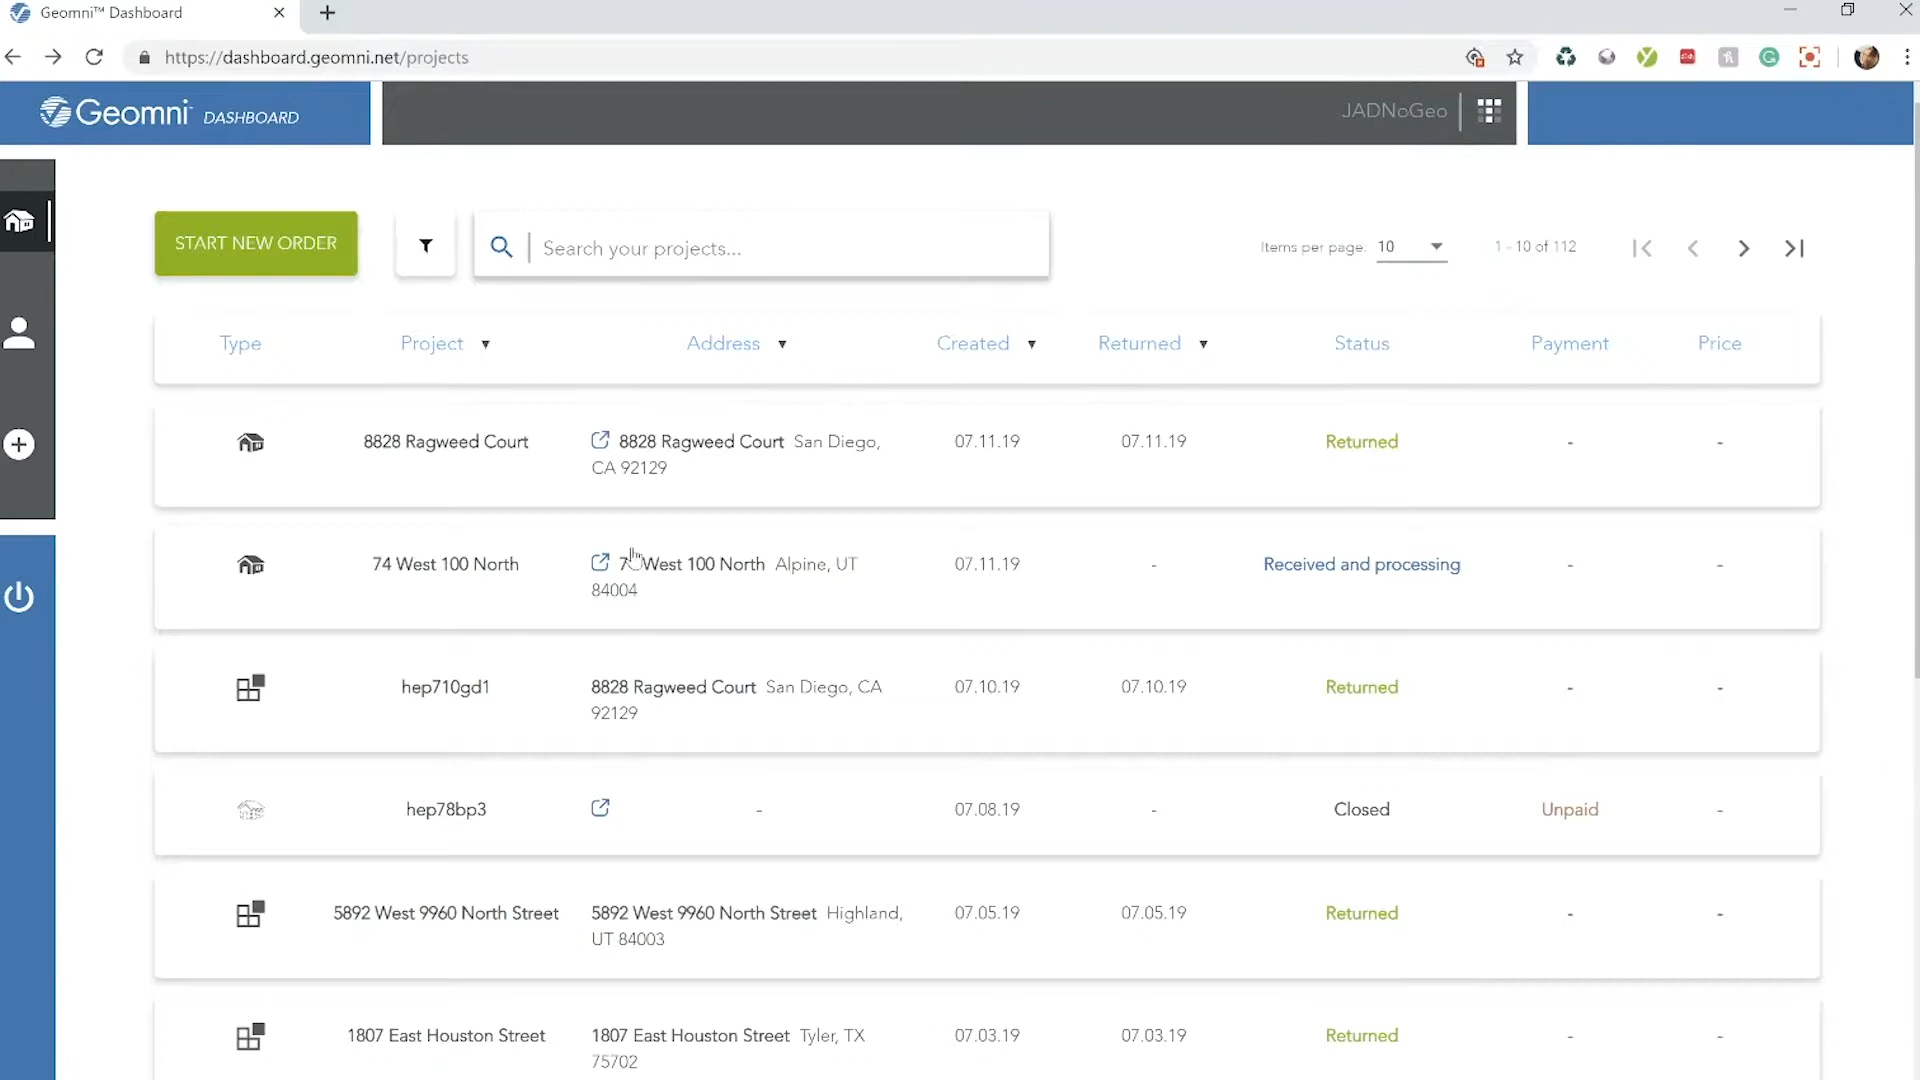 Geomni™ Dashboard
https://dashboard.geomni.net/projects
Geomni™ DASHBOARD
JADNoGeo
START NEW ORDER
Search your projects...
Items per page: 10
1 - 10 of 112
Type Project Address Created Returned Status Payment Price
8828 Ragweed Court 8828 Ragweed Court San Diego, 07.11.19 07.11.19 Returned - -
CA 92129
74 West 100 North West 100 North Alpine, UT 07.11.19 - Received and processing - -
84004
hep710gd1 8828 Ragweed Court San Diego, CA 07.10.19 07.10.19 Returned - -
92129
hep78bp3 - 07.08.19 - Closed Unpaid -
5892 West 9960 North Street 5892 West 9960 North Street Highland, 07.05.19 07.05.19 Returned - -
UT 84003
1807 East Houston Street 1807 East Houston Street Tyler, TX 07.03.19 07.03.19 Returned - -
75702